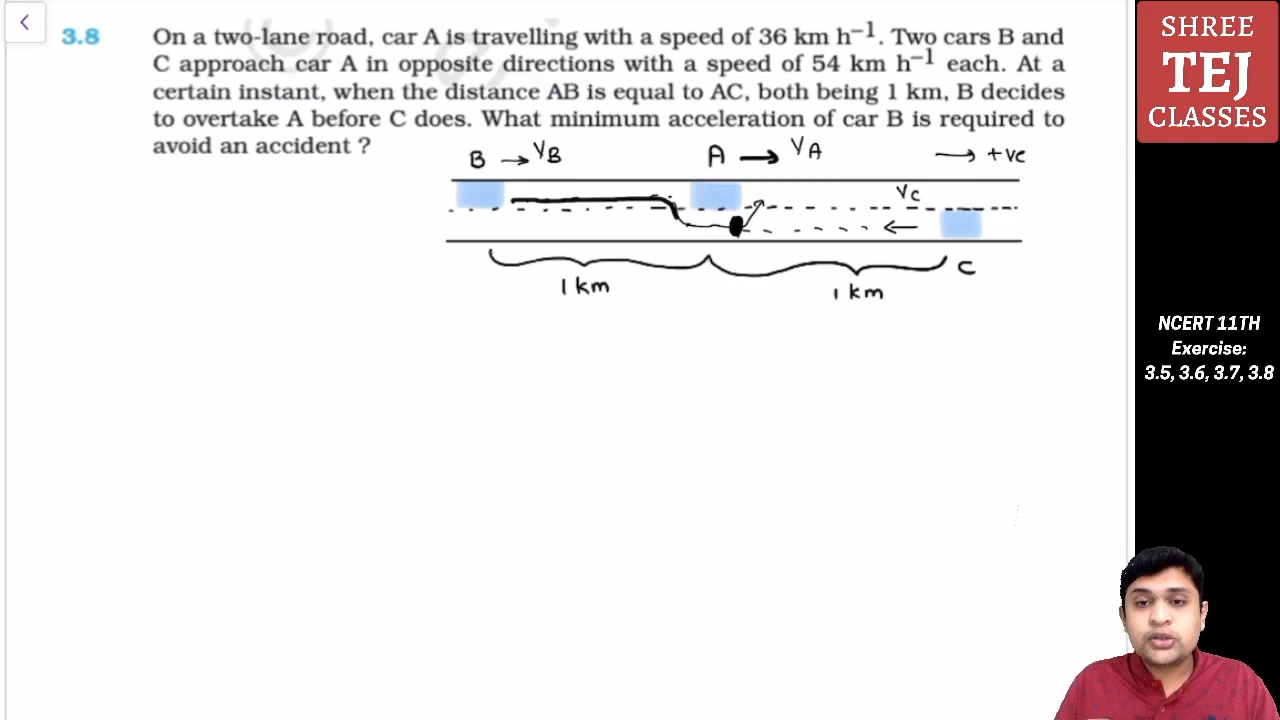 3.8 On a two-lane road, car A is travelling with a speed of 36 km h⁻¹. Two cars B and
C approach car A in opposite directions with a speed of 54 km h⁻¹ each. At a
certain instant, when the distance AB is equal to AC, both being 1 km, B decides
to overtake A before C does. What minimum acceleration of car B is required to
avoid an accident ?
B → VB A → VA → +ve
VC
←
C
1 km 1 km
SHREE
TEJ
CLASSES
NCERT 11TH
Exercise:
3.5, 3.6, 3.7, 3.8